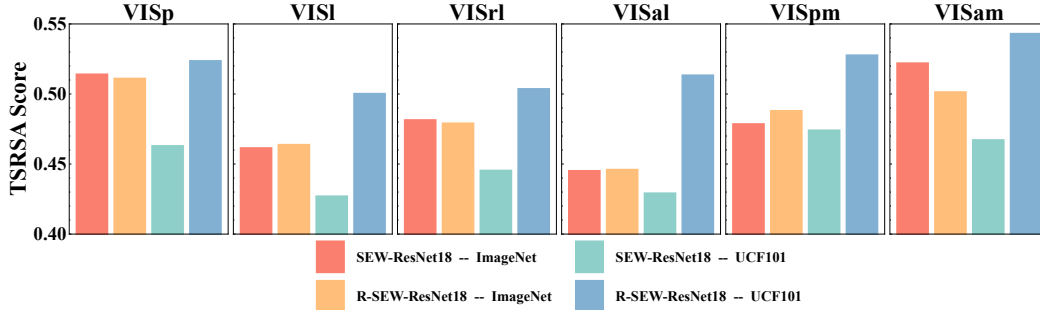 VISp VISl VISrl VISal VISpm VISam
TSRSA Score
0.55
0.50
0.45
0.40
SEW-ResNet18 -- ImageNet
SEW-ResNet18 -- UCF101
R-SEW-ResNet18 -- ImageNet
R-SEW-ResNet18 -- UCF101